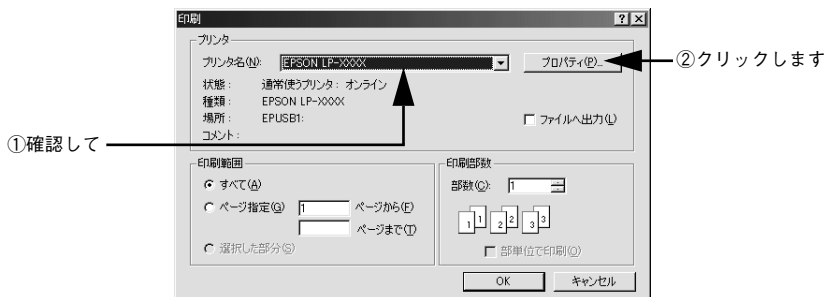 印刷
プリンタ
プリンタ名(N): EPSON LP-XXXX プロパティ(P)...
②クリックします
状態: 通常使うプリンタ: オンライン
種類: EPSON LP-XXXX
場所: EPUSB1:
コメント:
ファイルへ出力(L)
①確認して
印刷範囲
すべて(A)
ページ指定(G) 1 ページから(F)
ページまで(T)
選択した部分(S)
印刷部数
部数(C): 1
1 1 2 2 3 3
部単位で印刷(O)
OK キャンセル